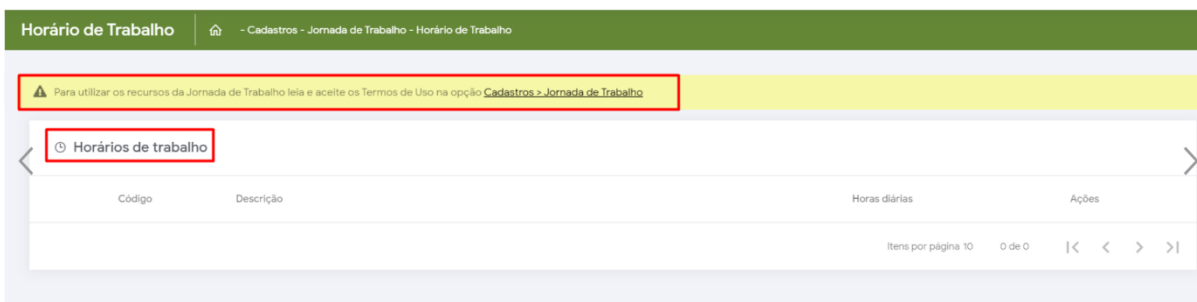 Horário de Trabalho - Cadastros - Jornada de Trabalho - Horário de Trabalho
Para utilizar os recursos da Jornada de Trabalho leia e aceite os Termos de Uso na opção Cadastros > Jornada de Trabalho
Horários de trabalho
Código Descrição Horas diárias Ações
Itens por página 10 0 de 0